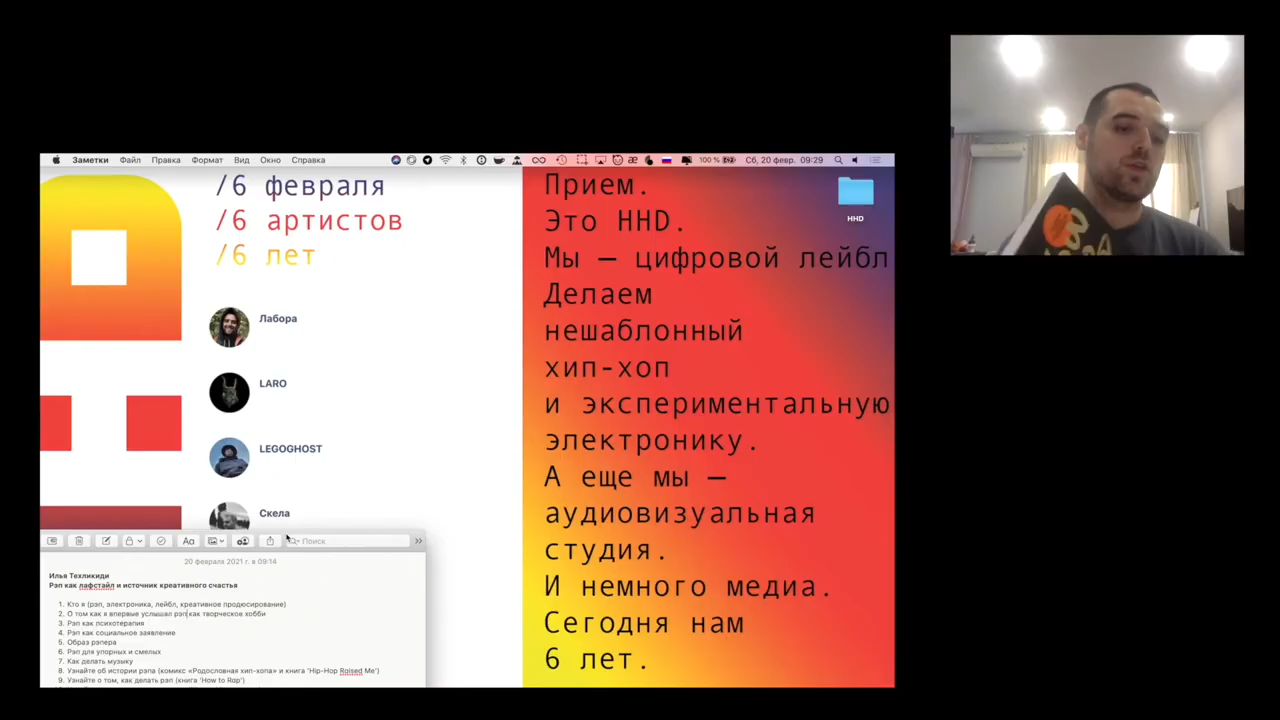 Заметки Файл Правка Формат Вид Окно Справка 100 % Сб, 20 февр. 09:29
/6 февраля
/6 артистов
/6 лет
Лабора
LARO
LEGOGHOST
Скела
Прием.
Это HHD.
Мы — цифровой лейбл
Делаем
нешаблонный
хип-хоп
и экспериментальную
электронику.
А еще мы —
аудиовизуальная
студия.
И немного медиа.
Сегодня нам
6 лет.
HHD
Aa Поиск
20 февраля 2021 г. в 09:14
Илья Техликиди
Рэп как лафстайл и источник креативного счастья
1. Кто я (рэп, электроника, лейбл, креативное продюсирование)
2. О том как я впервые услышал рэп как творческое хобби
3. Рэп как психотерапия
4. Рэп как социальное заявление
5. Образ рэпера
6. Рэп для упорных и смелых
7. Как делать музыку
8. Узнайте об истории рэпа (комикс «Родословная хип-хопа» и книга 'Hip-Hop Raised Me')
9. Узнайте о том, как делать рэп (книга 'How to Rap')